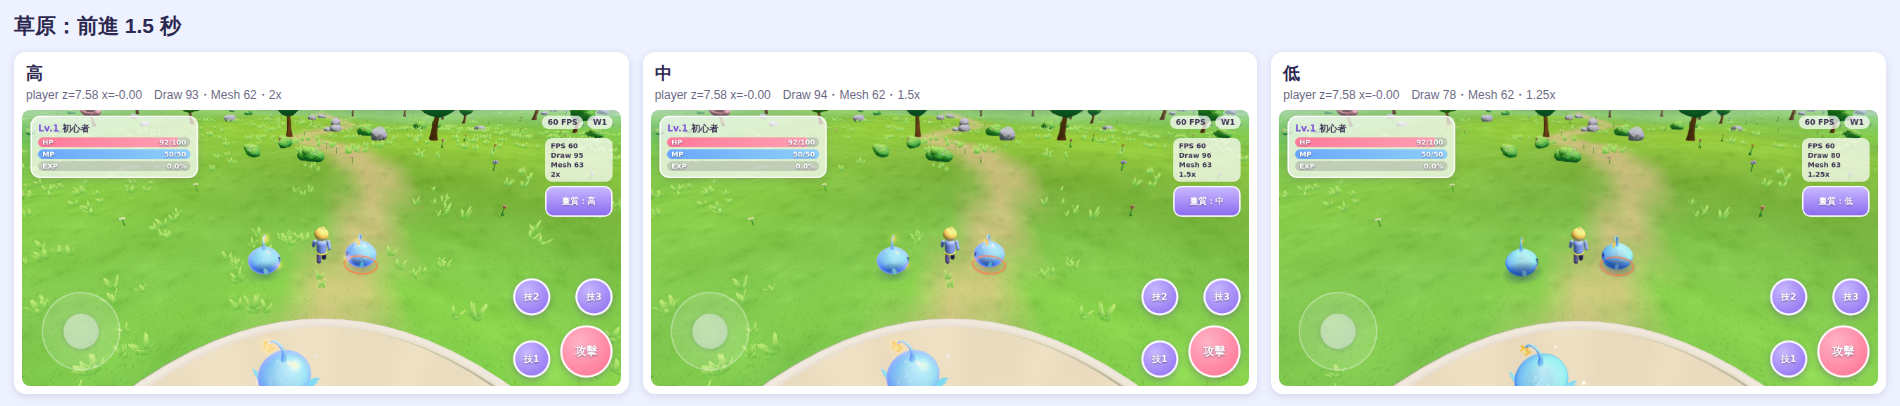 草原：前進 1.5 秒
高
player z=7.58 x=-0.00 Draw 93・Mesh 62・2x
Lv.1 初心者
HP 92/100
MP 50/50
EXP 0.0%
60 FPS W1
FPS 60
Draw 95
Mesh 63
2x
畫質：高
技2
技3
技1
攻擊
中
player z=7.58 x=-0.00 Draw 94・Mesh 62・1.5x
Lv.1 初心者
HP 92/100
MP 50/50
EXP 0.0%
60 FPS W1
FPS 60
Draw 96
Mesh 63
1.5x
畫質：中
技2
技3
技1
攻擊
低
player z=7.58 x=-0.00 Draw 78・Mesh 62・1.25x
Lv.1 初心者
HP 92/100
MP 50/50
EXP 0.0%
60 FPS W1
FPS 60
Draw 80
Mesh 63
1.25x
畫質：低
技2
技3
技1
攻擊